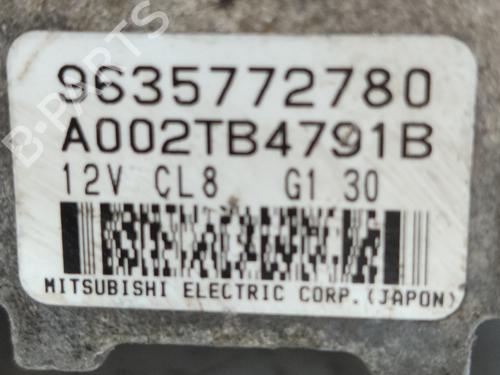 9635772780
A002TB4791B
12V CL8 G1 30
MITSUBISHI ELECTRIC CORP. (JAPON)
B-PARTS